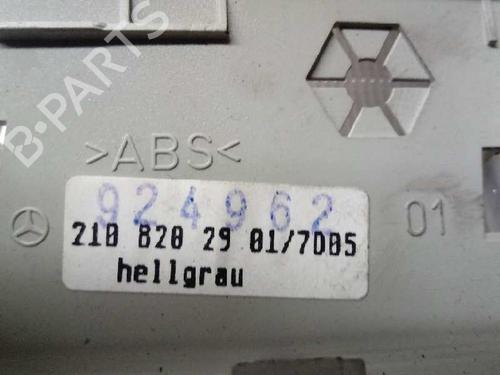 B-PARTS
>ABS<
924962
01
210 820 29 01/7D05
hellgrau